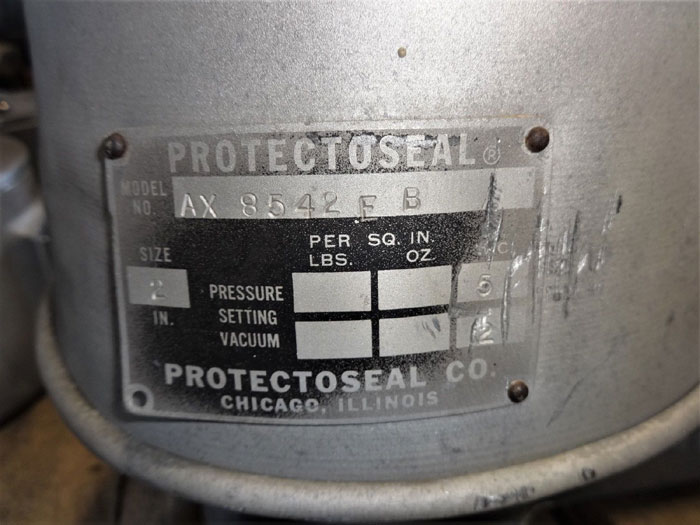 PROTECTOSEAL®
MODEL NO. AX 8542 E B
PER SQ. IN.
SIZE LBS. OZ.
2 IN.
PRESSURE 5
SETTING
VACUUM 2
PROTECTOSEAL CO.
CHICAGO, ILLINOIS